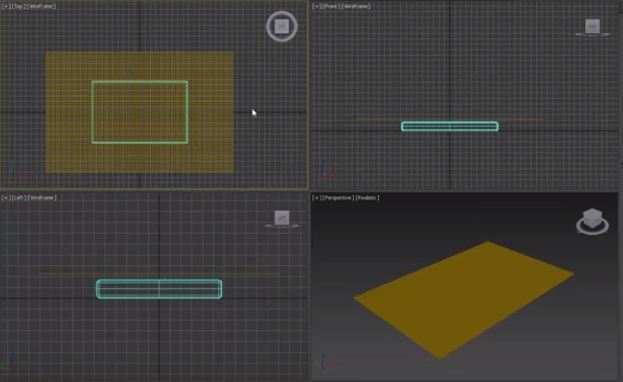 [+] [Top] [Wireframe]
[+] [Front] [Wireframe]
[+] [Left] [Wireframe]
[+] [Perspective] [Realistic]